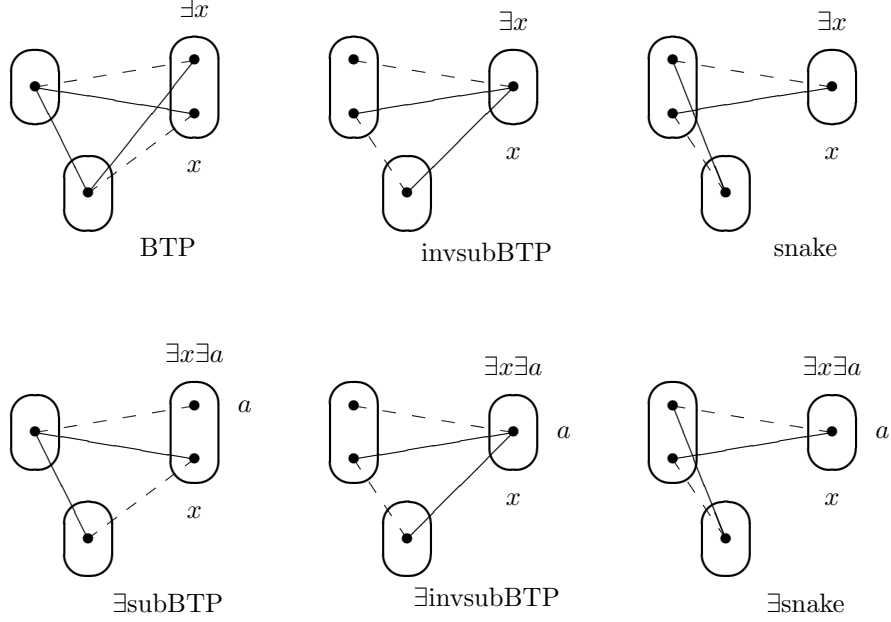 ∃x ∃x ∃x
x x x
BTP invsubBTP snake
∃x∃a ∃x∃a ∃x∃a
a a a
x x x
∃subBTP ∃invsubBTP ∃snake